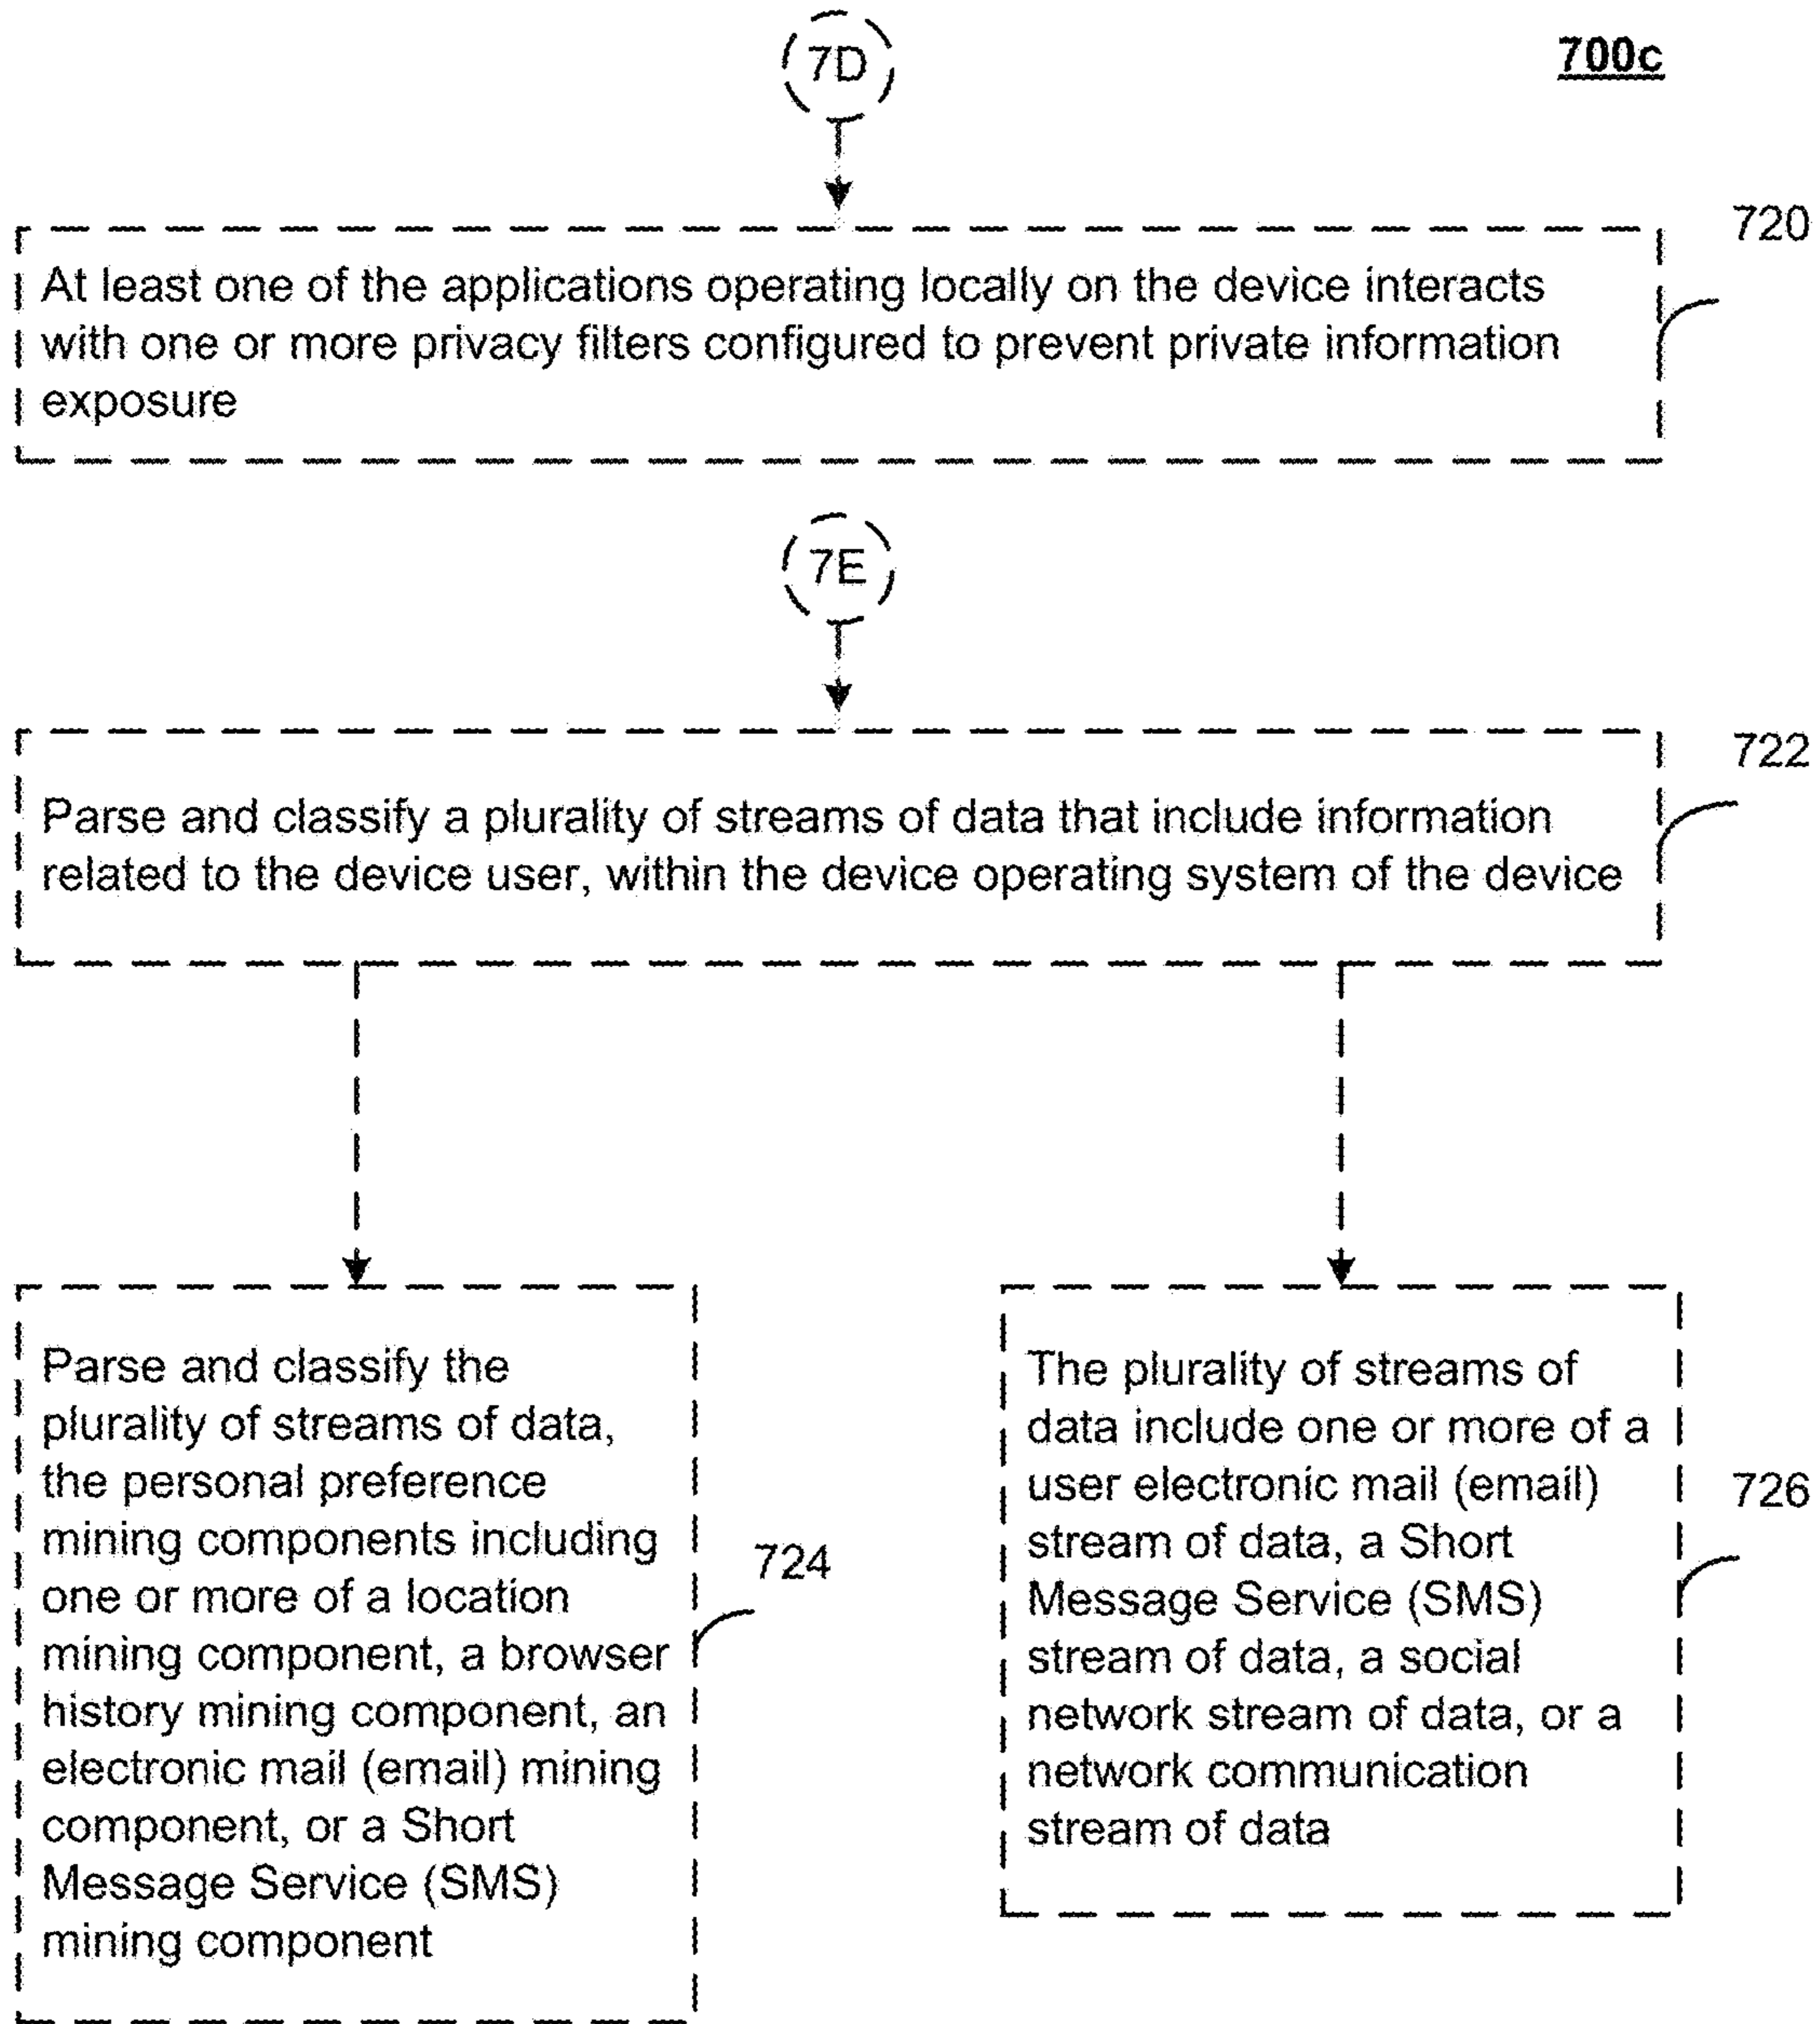 7D
700c
720
At least one of the applications operating locally on the device interacts
with one or more privacy filters configured to prevent private information
exposure
7E
722
Parse and classify a plurality of streams of data that include information
related to the device user, within the device operating system of the device
Parse and classify the
plurality of streams of data,
the personal preference
mining components including
one or more of a location
mining component, a browser
history mining component, an
electronic mail (email) mining
component, or a Short
Message Service (SMS)
mining component
724
The plurality of streams of
data include one or more of a
user electronic mail (email)
stream of data, a Short
Message Service (SMS)
stream of data, a social
network stream of data, or a
network communication
stream of data
726